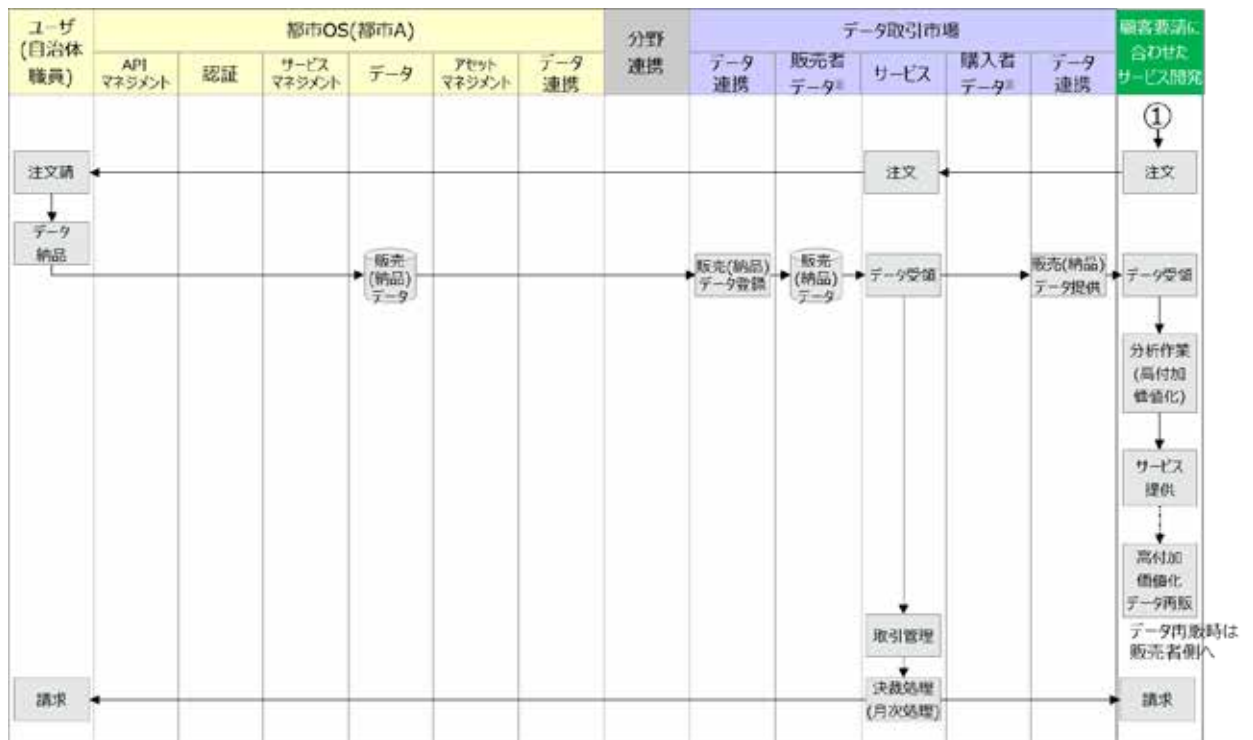 ユーザ
(自治体
職員)
都市OS(都市A)
分野
連携
データ取引市場
顧客要請に
合わせた
サービス開発
API
マネジメント
認証
サービス
マネジメント
データ
アセット
マネジメント
データ
連携
データ
連携
販売者
データ
サービス
購入者
データ
データ
連携
①
注文請
注文
注文
データ
納品
販売
(納品)
データ
販売(納品)
データ登録
販売
(納品)
データ
データ受領
販売(納品)
データ提供
データ受領
分析作業
(高付加
価値化)
サービス
提供
高付加
価値化
データ再販
データ再販時は
販売者側へ
取引管理
請求
決裁処理
(月次処理)
請求